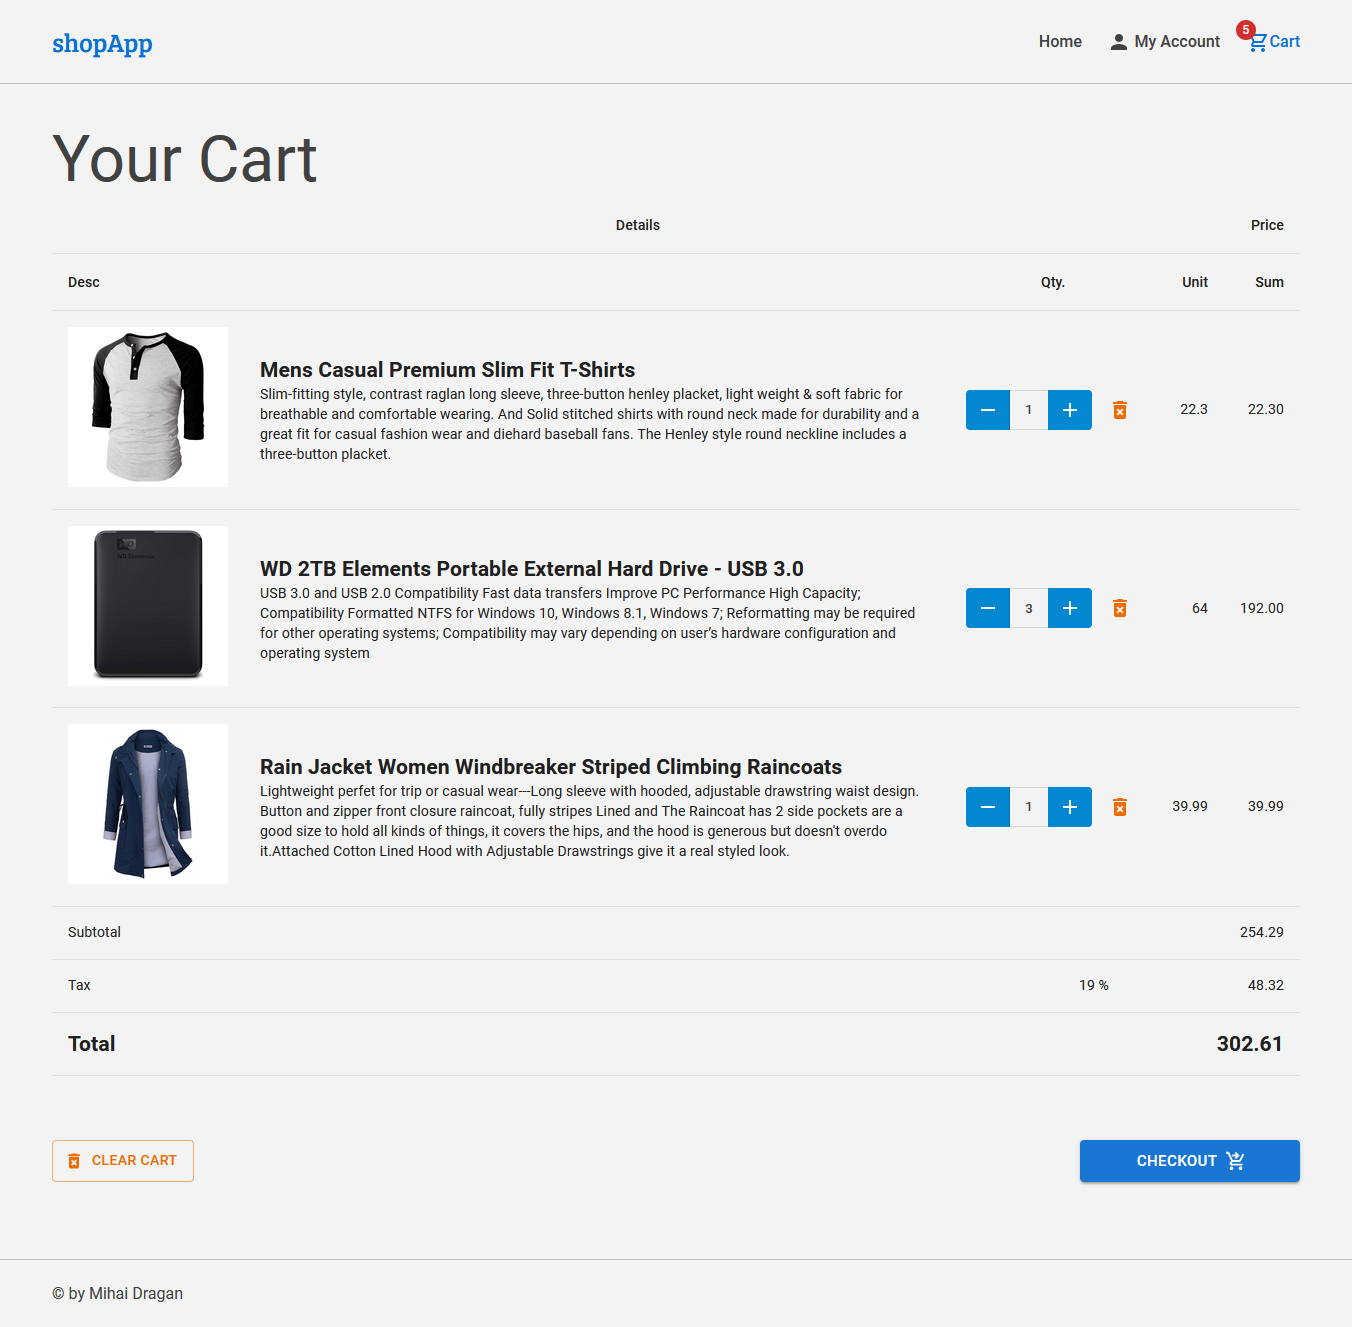 shopApp
Home
My Account
5
Cart
Your Cart
Details
Price
Desc
Qty.
Unit
Sum
Mens Casual Premium Slim Fit T-Shirts
Slim-fitting style, contrast raglan long sleeve, three-button henley placket, light weight & soft fabric for
breathable and comfortable wearing. And Solid stitched shirts with round neck made for durability and a
great fit for casual fashion wear and diehard baseball fans. The Henley style round neckline includes a
three-button placket.
1
22.3
22.30
WD 2TB Elements Portable External Hard Drive - USB 3.0
USB 3.0 and USB 2.0 Compatibility Fast data transfers Improve PC Performance High Capacity;
Compatibility Formatted NTFS for Windows 10, Windows 8.1, Windows 7; Reformatting may be required
for other operating systems; Compatibility may vary depending on user’s hardware configuration and
operating system
3
64
192.00
Rain Jacket Women Windbreaker Striped Climbing Raincoats
Lightweight perfet for trip or casual wear---Long sleeve with hooded, adjustable drawstring waist design.
Button and zipper front closure raincoat, fully stripes Lined and The Raincoat has 2 side pockets are a
good size to hold all kinds of things, it covers the hips, and the hood is generous but doesn't overdo
it.Attached Cotton Lined Hood with Adjustable Drawstrings give it a real styled look.
1
39.99
39.99
Subtotal
254.29
Tax
19 %
48.32
Total
302.61
CLEAR CART
CHECKOUT
© by Mihai Dragan